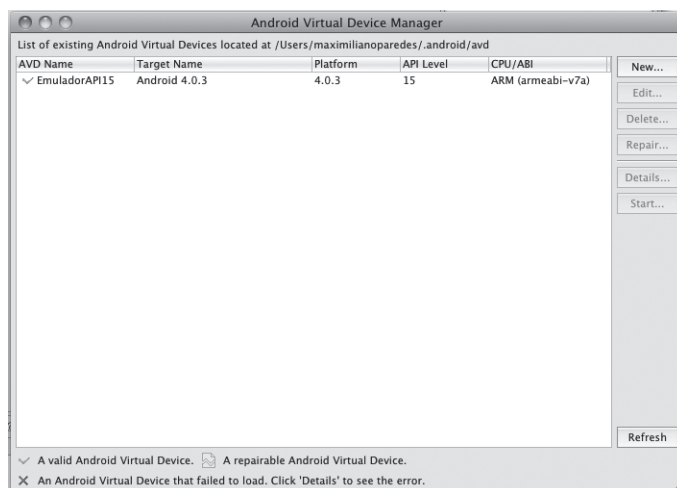 Android Virtual Device Manager
List of existing Android Virtual Devices located at /Users/maximilianoparedes/.android/avd
AVD Name Target Name Platform API Level CPU/ABI
EmuladorAPI15 Android 4.0.3 4.0.3 15 ARM (armeabi-v7a)
New...
Edit...
Delete...
Repair...
Details...
Start...
Refresh
A valid Android Virtual Device. A repairable Android Virtual Device.
An Android Virtual Device that failed to load. Click 'Details' to see the error.